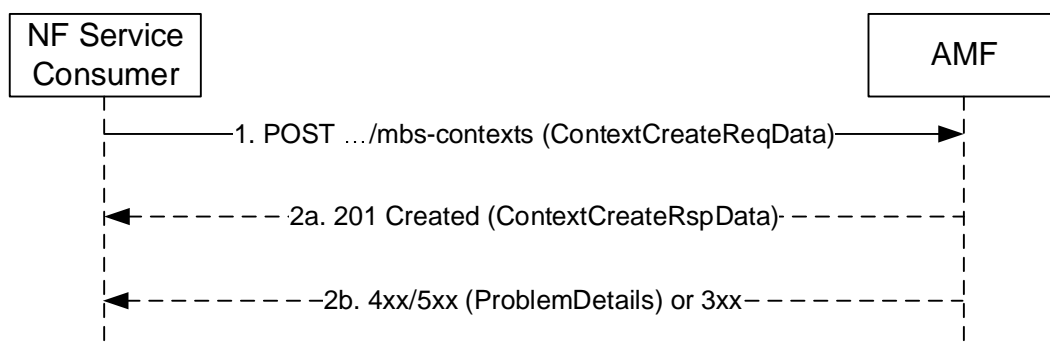 NF Service
Consumer
AMF
1. POST .../mbs-contexts (ContextCreateReqData)
2a. 201 Created (ContextCreateRspData)
2b. 4xx/5xx (ProblemDetails) or 3xx